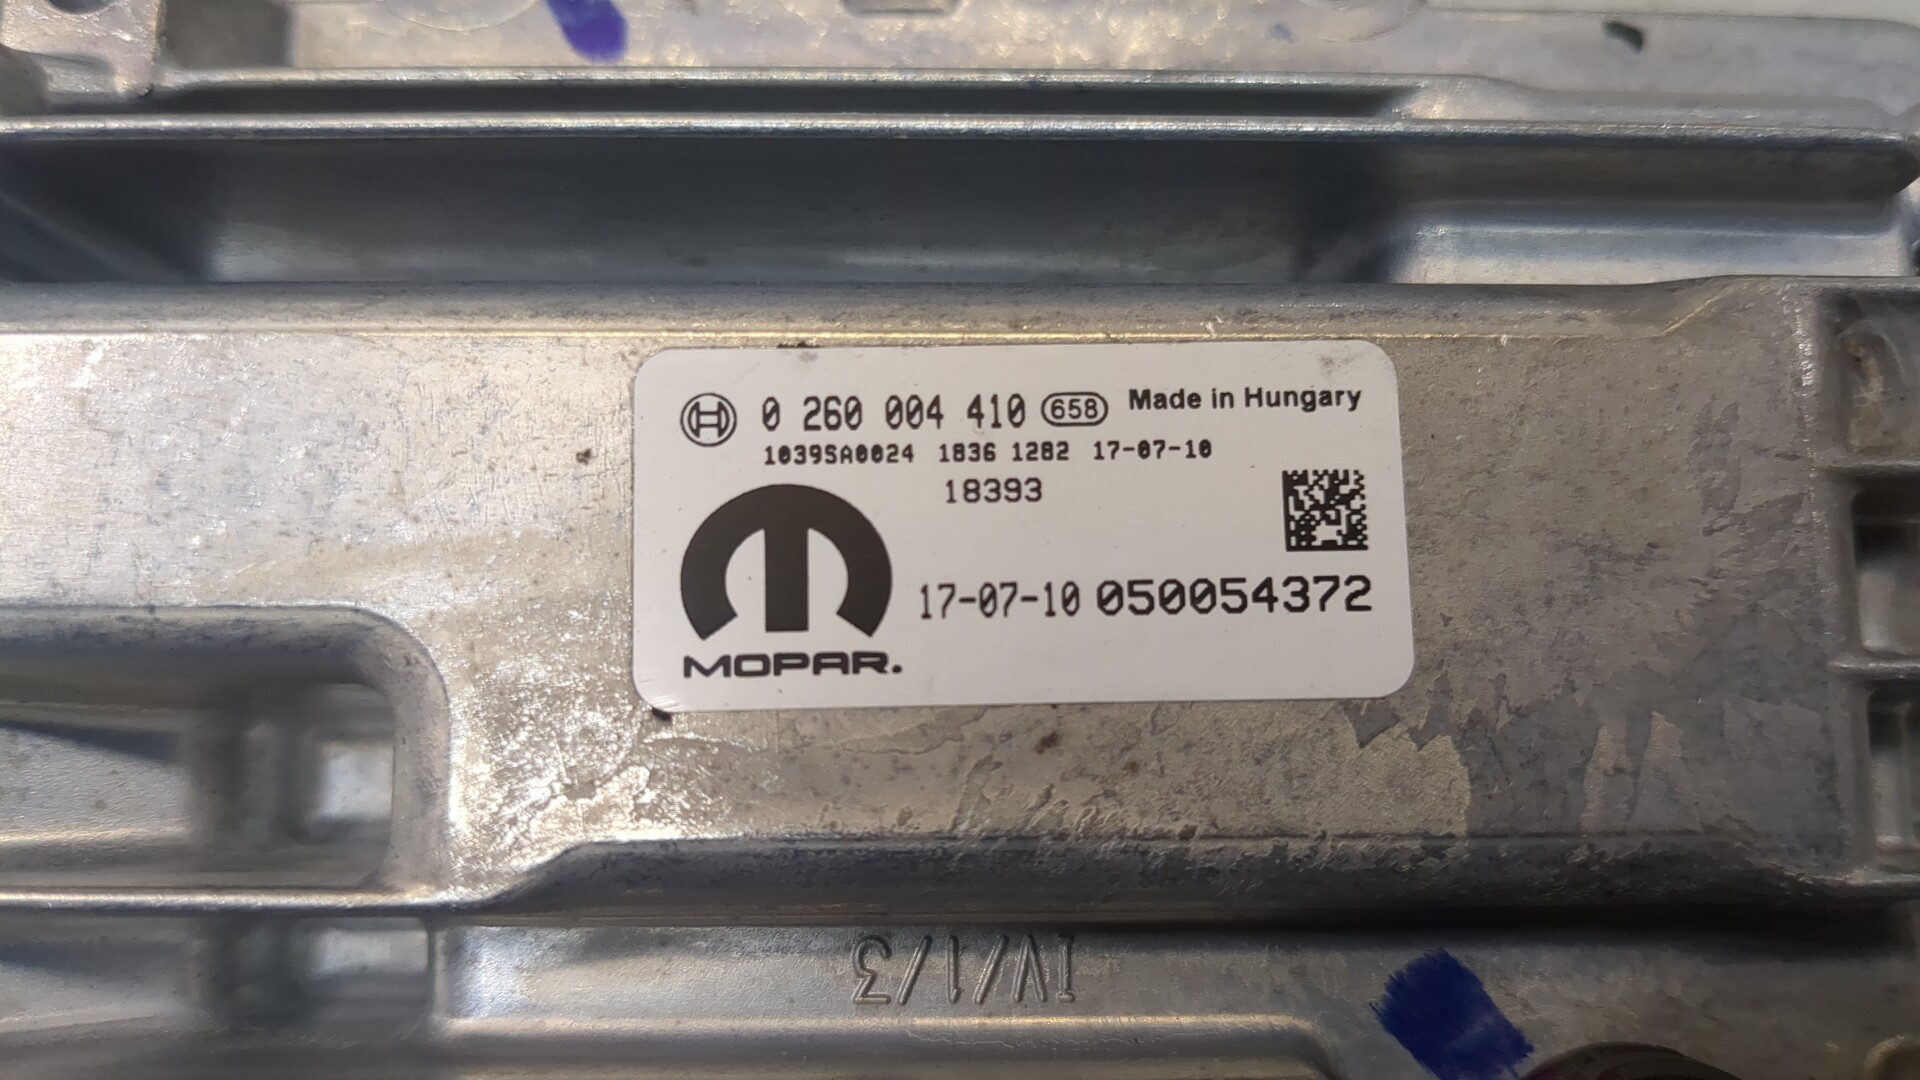 0 260 004 410 658 Made in Hungary
1039SA0024 1836 1282 17-07-10
18393
17-07-10 050054372
MOPAR.
IV/1/3